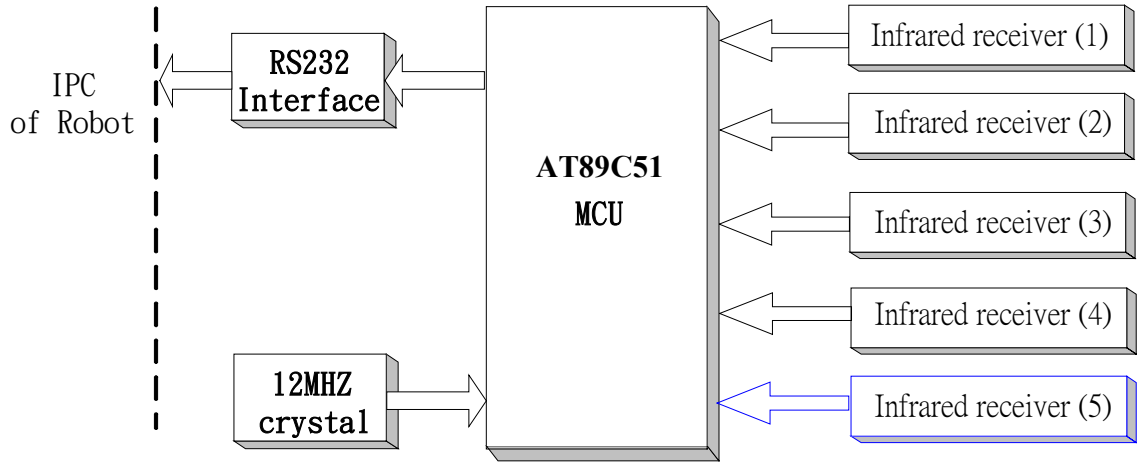 IPC
of Robot
RS232
Interface
12MHZ
crystal
AT89C51
MCU
Infrared receiver (1)
Infrared receiver (2)
Infrared receiver (3)
Infrared receiver (4)
Infrared receiver (5)